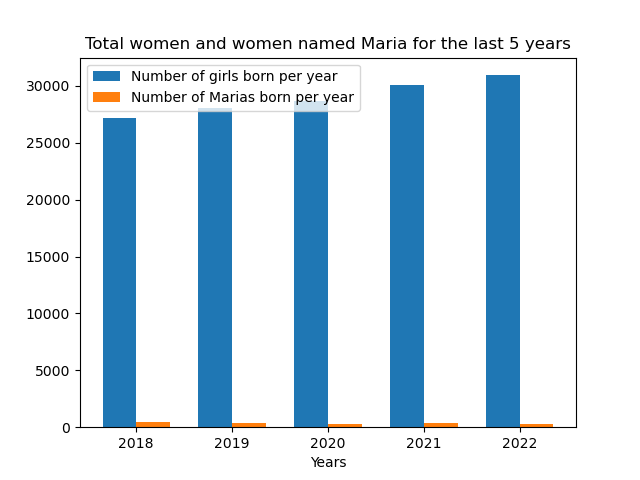 Total women and women named Maria for the last 5 years
Number of girls born per year
Number of Marias born per year
30000
25000
20000
15000
10000
5000
0
2018 2019 2020 2021 2022
Years